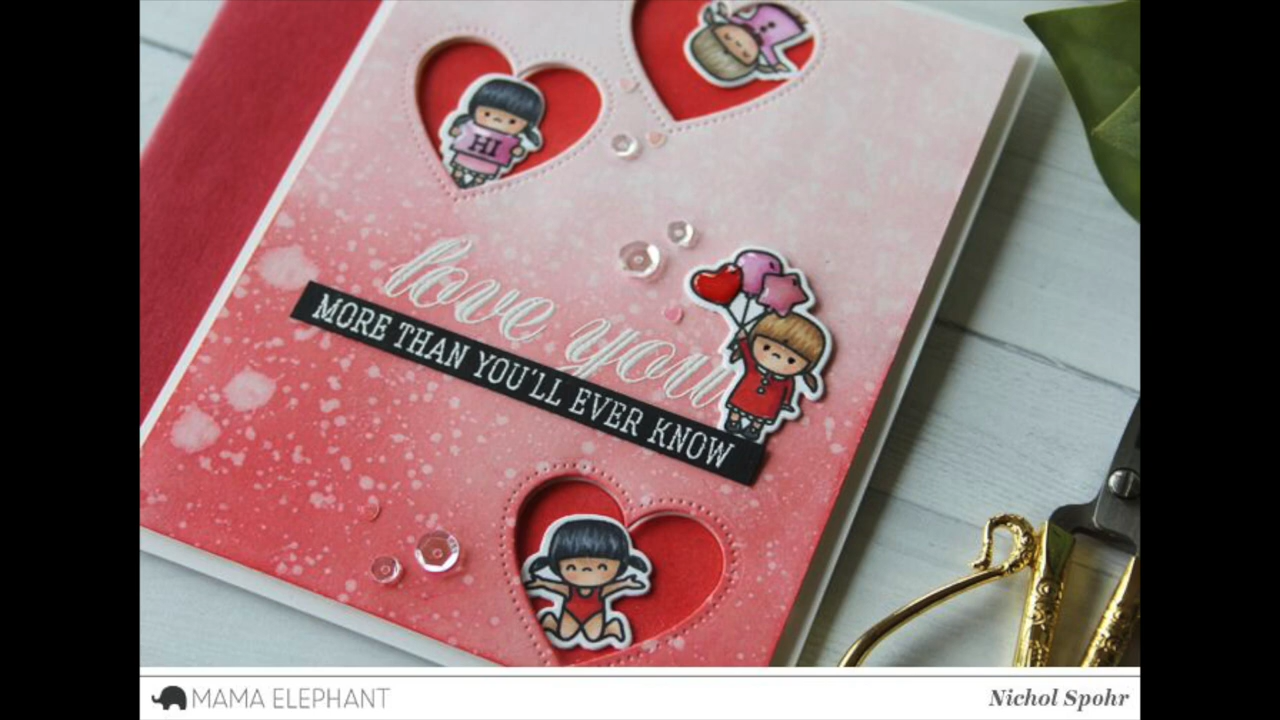 HI
love you
MORE THAN YOU'LL EVER KNOW
MAMA ELEPHANT
Nichol Spohr